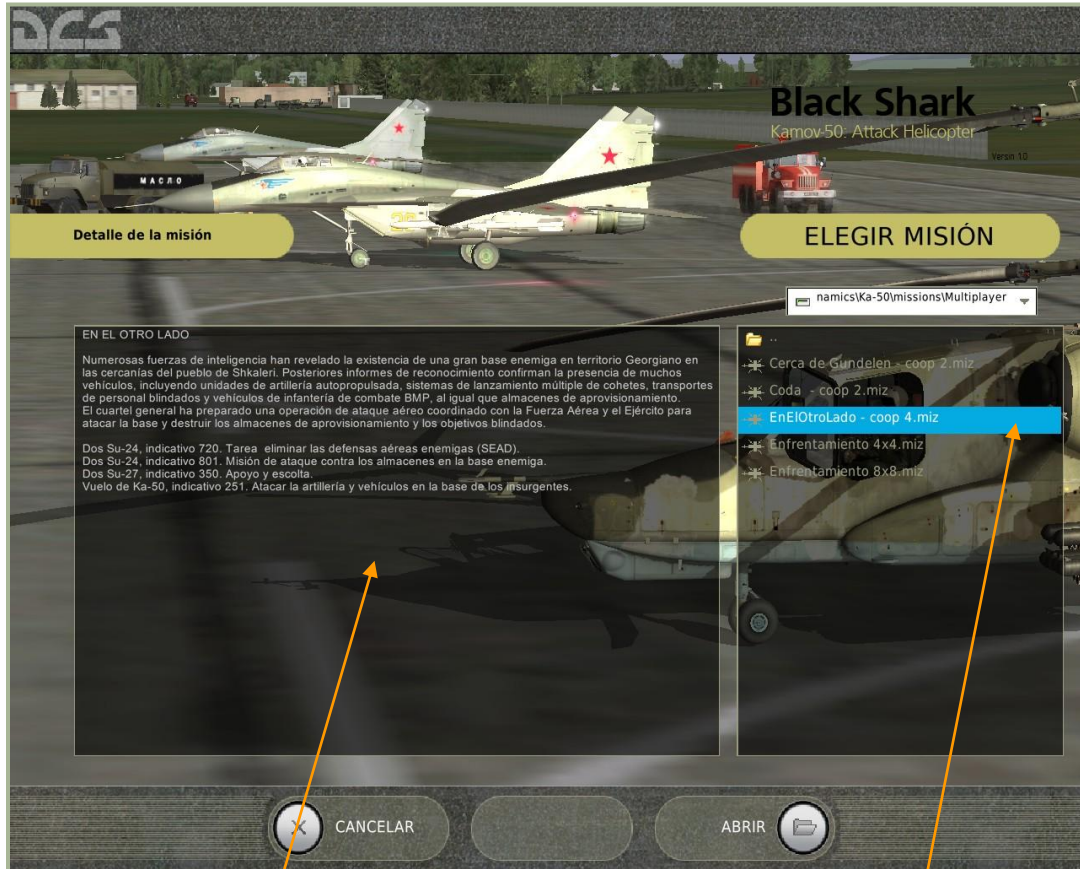 DCS
Black Shark
Kamov-50: Attack Helicopter
Versin 10
МАСЛО
Detalle de la misión
ELEGIR MISIÓN
namics\Ka-50\missions\Multiplayer
EN EL OTRO LADO
Numerosas fuerzas de inteligencia han revelado la existencia de una gran base enemiga en territorio Georgiano en
las cercanías del pueblo de Shkaleri. Posteriores informes de reconocimiento confirman la presencia de muchos
vehículos, incluyendo unidades de artillería autopropulsada, sistemas de lanzamiento múltiple de cohetes, transportes
de personal blindados y vehículos de infantería de combate BMP, al igual que almacenes de aprovisionamiento.
El cuartel general ha preparado una operación de ataque aéreo coordinado con la Fuerza Aérea y el Ejército para
atacar la base y destruir los almacenes de aprovisionamiento y los objetivos blindados.
Dos Su-24, indicativo 720. Tarea eliminar las defensas aéreas enemigas (SEAD).
Dos Su-24, indicativo 801. Misión de ataque contra los almacenes en la base enemiga.
Dos Su-27, indicativo 350. Apoyo y escolta.
Vuelo de Ka-50, indicativo 251. Atacar la artillería y vehículos en la base de los insurgentes.
..
Cerca de Gundelen - coop 2.miz
Coda - coop 2.miz
EnElOtroLado - coop 4.miz
Enfrentamiento 4x4.miz
Enfrentamiento 8x8.miz
CANCELAR
ABRIR